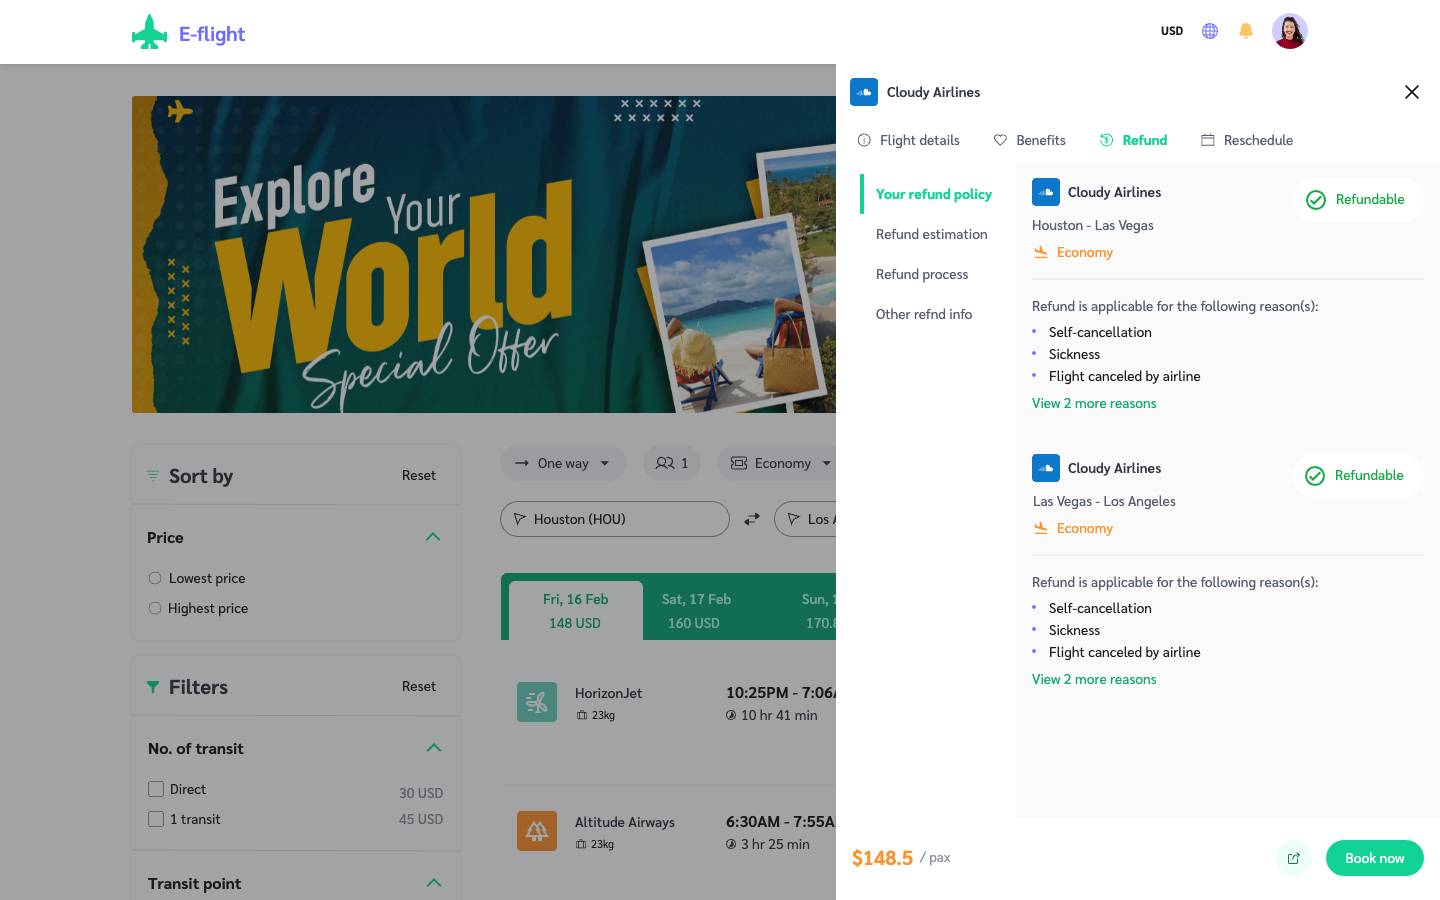 E-flight
USD
Explore
Your
World
Special Offer
Sort by
Reset
Price
Lowest price
Highest price
Filters
Reset
No. of transit
Direct
30 USD
1 transit
45 USD
Transit point
One way
1
Economy
Houston (HOU)
Los
Fri, 16 Feb
148 USD
Sat, 17 Feb
160 USD
Sun,
170.8
HorizonJet
23kg
10:25PM - 7:06
10 hr 41 min
Altitude Airways
23kg
6:30AM - 7:55A
3 hr 25 min
Cloudy Airlines
Flight details
Benefits
Refund
Reschedule
Your refund policy
Refund estimation
Refund process
Other refnd info
Cloudy Airlines
Refundable
Houston - Las Vegas
Economy
Refund is applicable for the following reason(s):
• Self-cancellation
• Sickness
• Flight canceled by airline
View 2 more reasons
Cloudy Airlines
Refundable
Las Vegas - Los Angeles
Economy
Refund is applicable for the following reason(s):
• Self-cancellation
• Sickness
• Flight canceled by airline
View 2 more reasons
$148.5 / pax
Book now